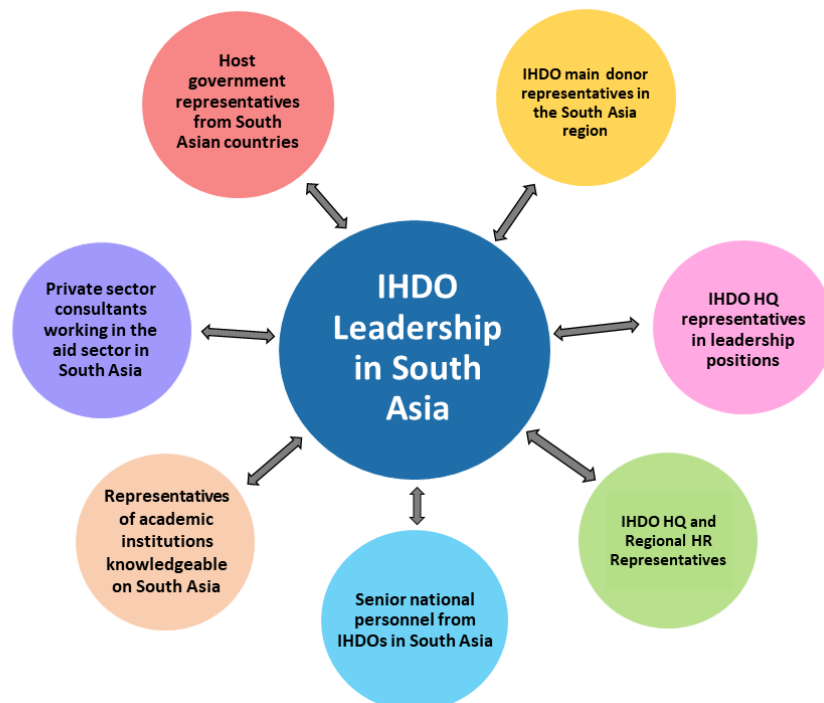 Host
government
representatives
from South
Asian countries
IHDO main donor
representatives in
the South Asia
region
Private sector
consultants
working in the
aid sector in
South Asia
IHDO
Leadership
in South
Asia
IHDO HQ
representatives
in leadership
positions
Representatives
of academic
institutions
knowledgeable
on South Asia
IHDO HQ and
Regional HR
Representatives
Senior national
personnel from
IHDOs in South Asia